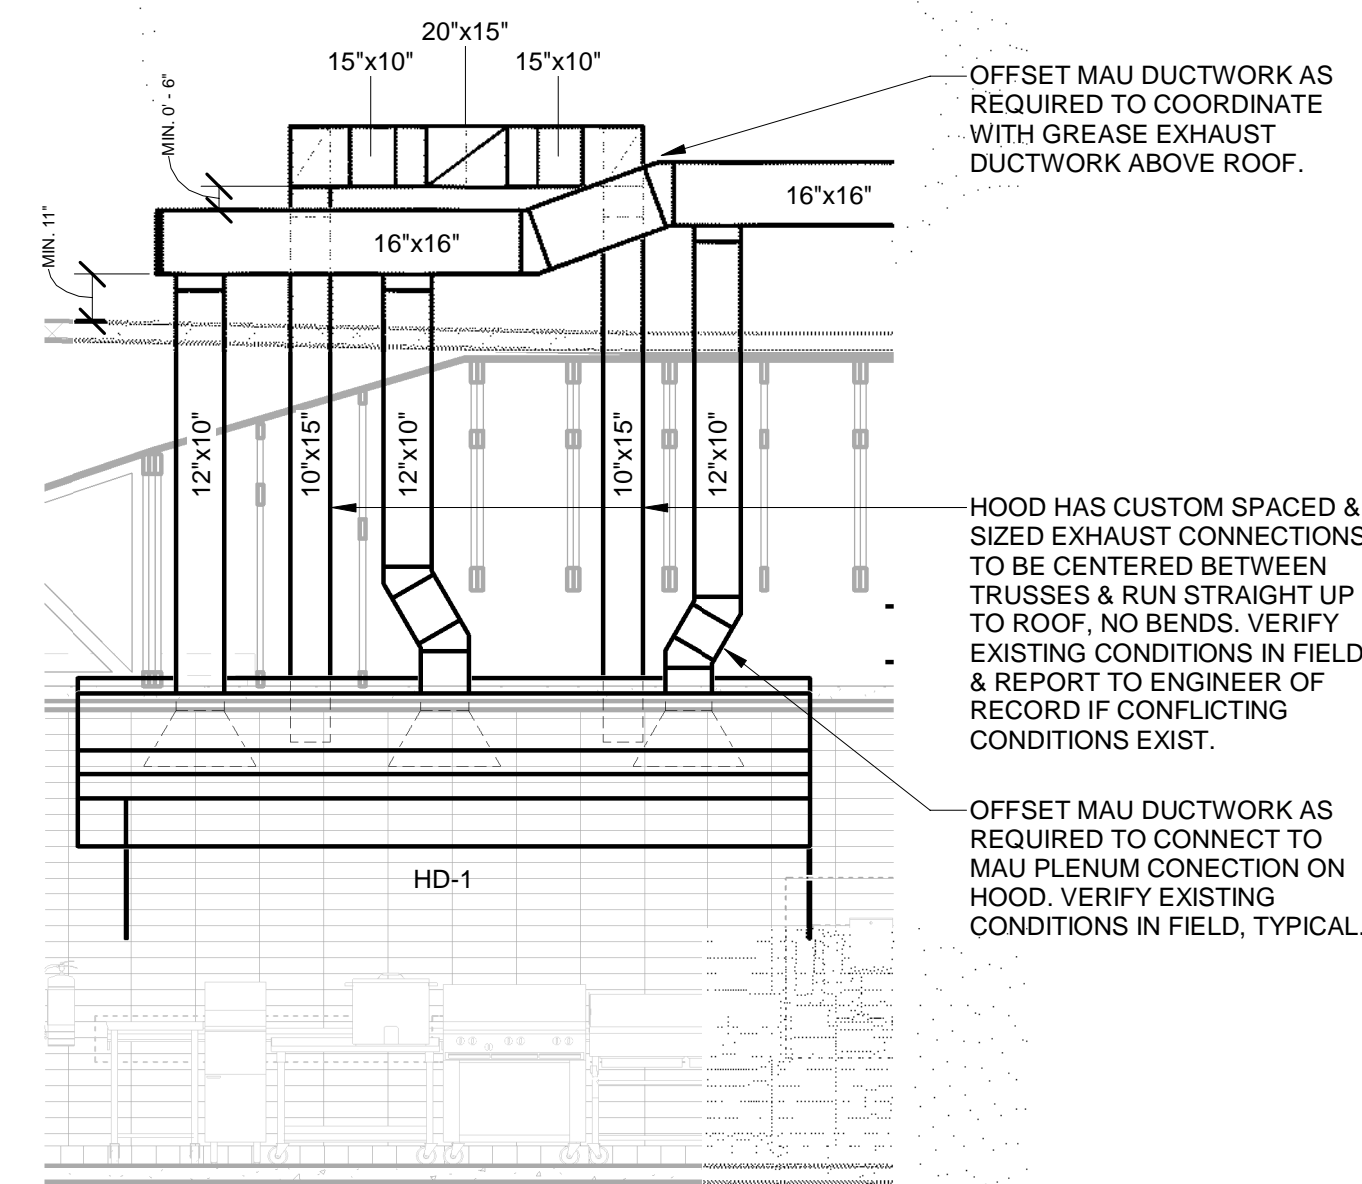 20"x15"
15"x10"
15"x10"
MIN. 0' - 6"
MIN. 11"
OFFSET MAU DUCTWORK AS
REQUIRED TO COORDINATE
WITH GREASE EXHAUST
DUCTWORK ABOVE ROOF.
16"x16"
16"x16"
12"x10"
10"x15"
12"x10"
10"x15"
12"x10"
HOOD HAS CUSTOM SPACED &
SIZED EXHAUST CONNECTIONS
TO BE CENTERED BETWEEN
TRUSSES & RUN STRAIGHT UP
TO ROOF, NO BENDS. VERIFY
EXISTING CONDITIONS IN FIELD
& REPORT TO ENGINEER OF
RECORD IF CONFLICTING
CONDITIONS EXIST.
OFFSET MAU DUCTWORK AS
REQUIRED TO CONNECT TO
MAU PLENUM CONECTION ON
HOOD. VERIFY EXISTING
CONDITIONS IN FIELD, TYPICAL.
HD-1